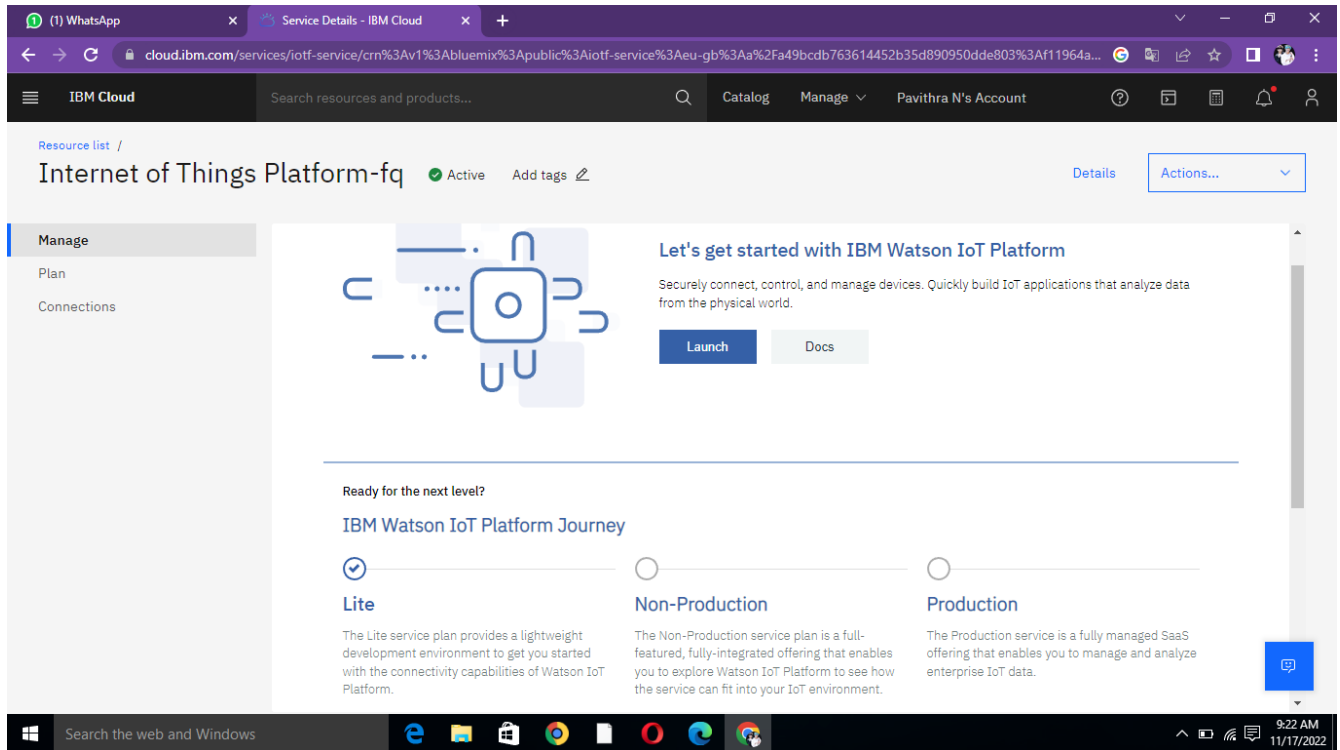 (1) WhatsApp
Service Details - IBM Cloud
cloud.ibm.com/services/iotf-service/crn%3Av1%3Abluemix%3Apublic%3Aiotf-service%3Aeu-gb%3Aa%2Fa49bcdb763614452b35d890950dde803%3Af11964a...
IBM Cloud
Search resources and products...
Catalog
Manage
Pavithra N's Account
Resource list /
Internet of Things Platform-fq
Active
Add tags
Details
Actions...
Manage
Plan
Connections
Let's get started with IBM Watson IoT Platform
Securely connect, control, and manage devices. Quickly build IoT applications that analyze data
from the physical world.
Launch
Docs
Ready for the next level?
IBM Watson IoT Platform Journey
Lite
The Lite service plan provides a lightweight
development environment to get you started
with the connectivity capabilities of Watson IoT
Platform.
Non-Production
The Non-Production service plan is a full-
featured, fully-integrated offering that enables
you to explore Watson IoT Platform to see how
the service can fit into your IoT environment.
Production
The Production service is a fully managed SaaS
offering that enables you to manage and analyze
enterprise IoT data.
Search the web and Windows
9:22 AM
11/17/2022